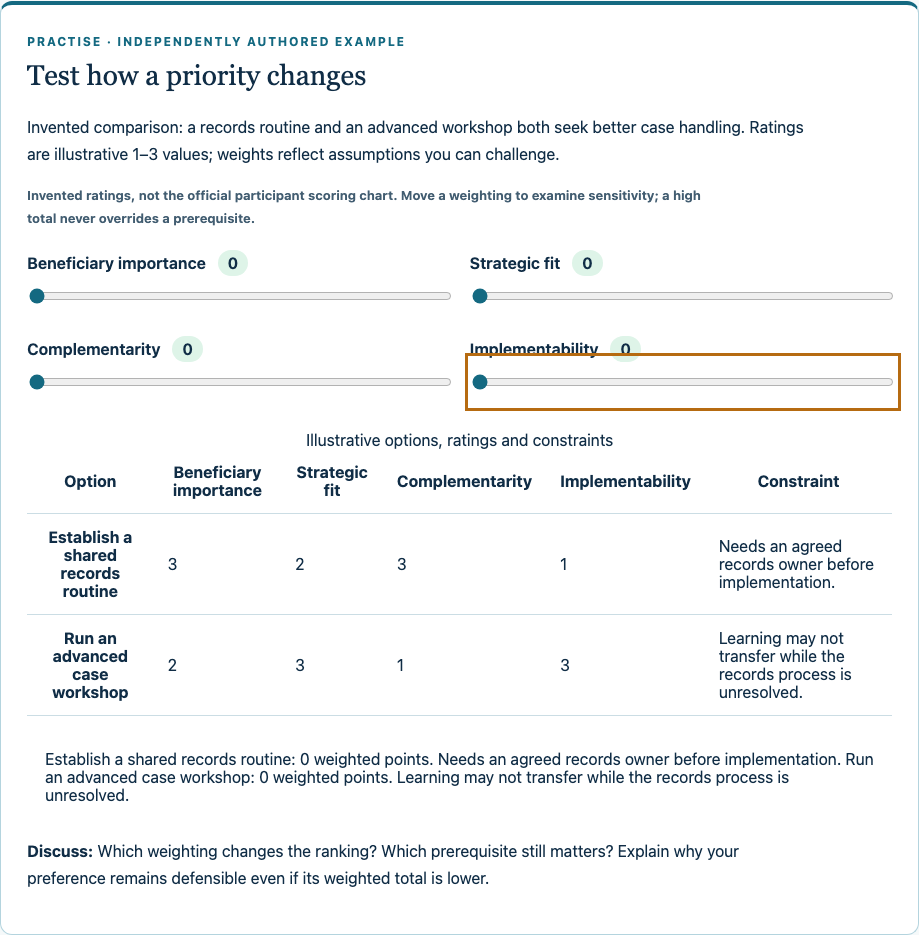 PRACTISE · INDEPENDENTLY AUTHORED EXAMPLE
Test how a priority changes
Invented comparison: a records routine and an advanced workshop both seek better case handling. Ratings
are illustrative 1–3 values; weights reflect assumptions you can challenge.
Invented ratings, not the official participant scoring chart. Move a weighting to examine sensitivity; a high
total never overrides a prerequisite.
Beneficiary importance 0
Strategic fit 0
Complementarity 0
Implementability 0
Illustrative options, ratings and constraints
Option
Beneficiary
importance
Strategic
fit
Complementarity
Implementability
Constraint
Establish a
shared
records
routine
3
2
3
1
Needs an agreed
records owner before
implementation.
Run an
advanced
case
workshop
2
3
1
3
Learning may not
transfer while the
records process is
unresolved.
Establish a shared records routine: 0 weighted points. Needs an agreed records owner before implementation. Run
an advanced case workshop: 0 weighted points. Learning may not transfer while the records process is
unresolved.
Discuss: Which weighting changes the ranking? Which prerequisite still matters? Explain why your
preference remains defensible even if its weighted total is lower.